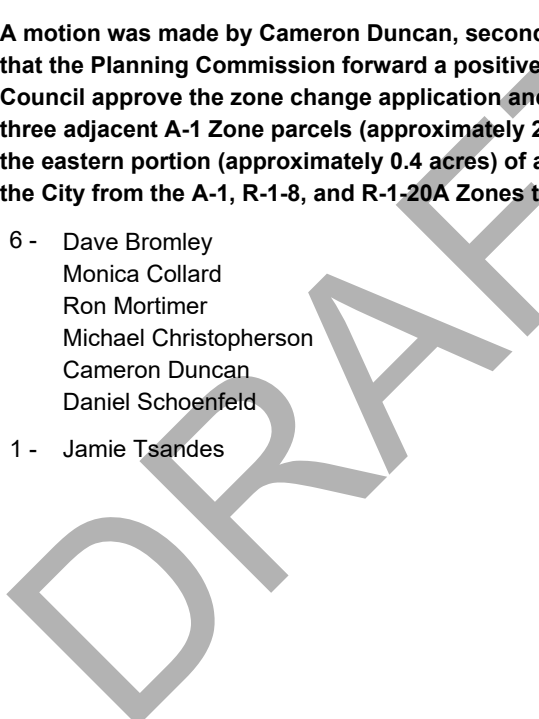 A motion was made by Cameron Duncan, second
that the Planning Commission forward a positive
Council approve the zone change application and
three adjacent A-1 Zone parcels (approximately 2
the eastern portion (approximately 0.4 acres) of a
the City from the A-1, R-1-8, and R-1-20A Zones t
6 - Dave Bromley
Monica Collard
Ron Mortimer
Michael Christopherson
Cameron Duncan
Daniel Schoenfeld
1 - Jamie Tsandes
DRAF